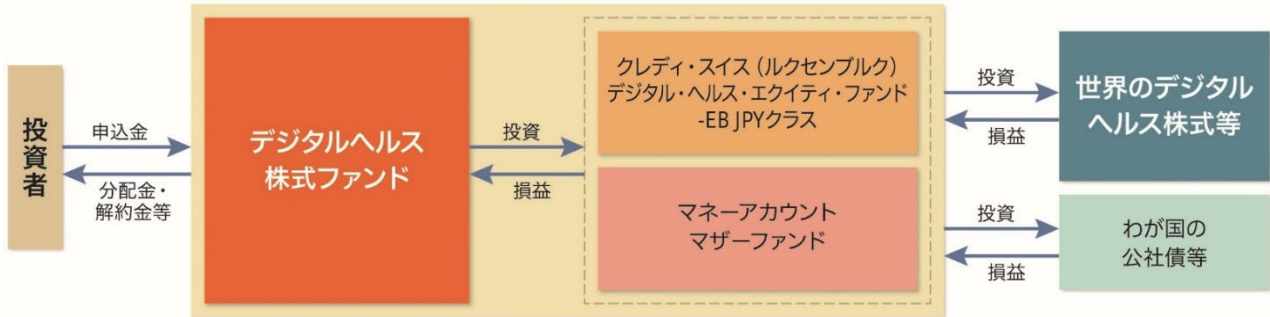 投資者
申込金
分配金・
解約金等
デジタルヘルス
株式ファンド
投資
損益
クレディ・スイス（ルクセンブルク）
デジタル・ヘルス・エクイティ・ファンド
-EB JPYクラス
マネーアカウント
マザーファンド
投資
損益
世界のデジタル
ヘルス株式等
投資
損益
わが国の
公社債等